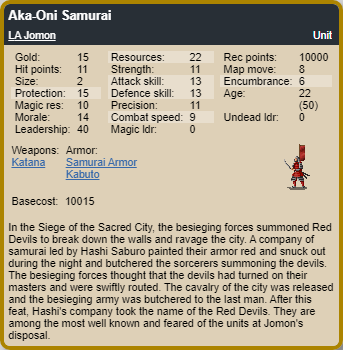 Aka-Oni Samurai
LA Jomon Unit
Gold: 15 Resources: 22 Rec points: 10000
Hit points: 11 Strength: 11 Map move: 8
Size: 2 Attack skill: 13 Encumbrance: 6
Protection: 15 Defence skill: 13 Age: 22
Magic res: 10 Precision: 11 (50)
Morale: 14 Combat speed: 9 Undead ldr: 0
Leadership: 40 Magic ldr: 0
Weapons: Armor:
Katana Samurai Armor
Kabuto
Basecost: 10015
In the Siege of the Sacred City, the besieging forces summoned Red
Devils to break down the walls and ravage the city. A company of
samurai led by Hashi Saburo painted their armor red and snuck out
during the night and butchered the sorcerers summoning the devils.
The besieging forces thought that the devils had turned on their
masters and were swiftly routed. The cavalry of the city was released
and the besieging army was butchered to the last man. After this
feat, Hashi's company took the name of the Red Devils. They are
among the most well known and feared of the units at Jomon's
disposal.